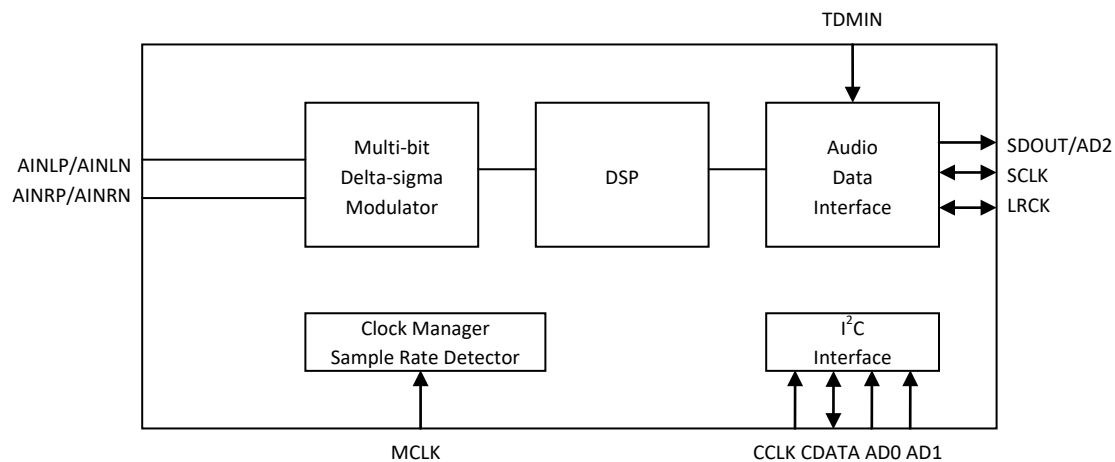 TDMIN
AINLP/AINLN
AINRP/AINRN
Multi-bit
Delta-sigma
Modulator
DSP
Audio
Data
Interface
SDOUT/AD2
SCLK
LRCK
Clock Manager
Sample Rate Detector
I²C
Interface
MCLK
CCLK CDATA AD0 AD1